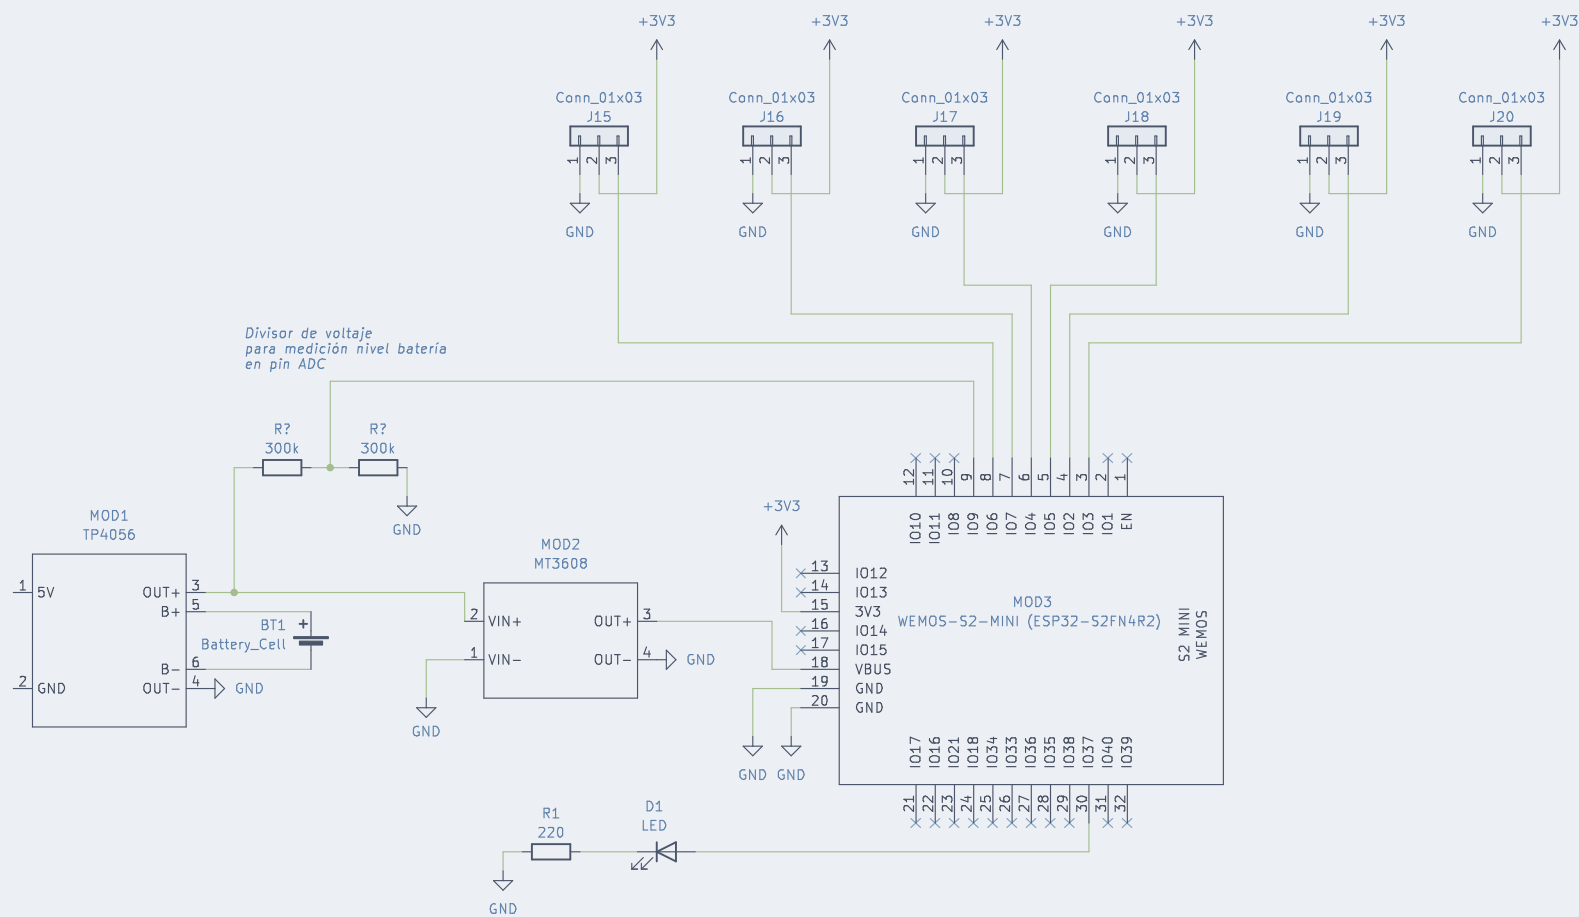 +3V3
+3V3
+3V3
+3V3
+3V3
+3V3
Conn_01x03
J15
1 2 3
GND
Conn_01x03
J16
1 2 3
GND
Conn_01x03
J17
1 2 3
GND
Conn_01x03
J18
1 2 3
GND
Conn_01x03
J19
1 2 3
GND
Conn_01x03
J20
1 2 3
GND
Divisor de voltaje
para medición nivel batería
en pin ADC
R?
300k
R?
300k
GND
MOD1
TP4056
1 5V
2 GND
OUT+ 3
B+ 5
B- 6
OUT- 4
GND
BT1
+
Battery_Cell
MOD2
MT3608
2 VIN+
1 VIN-
OUT+ 3
OUT- 4
GND
GND
+3V3
12 11 10 9 8 7 6 5 4 3 2 1
IO10 IO11 IO8 IO9 IO6 IO7 IO4 IO5 IO2 IO3 IO1 EN
13 IO12
14 IO13
15 3V3
16 IO14
17 IO15
18 VBUS
19 GND
20 GND
MOD3
WEMOS-S2-MINI (ESP32-S2FN4R2)
S2 MINI
WEMOS
GND
GND
IO17 IO16 IO21 IO18 IO34 IO33 IO36 IO35 IO38 IO37 IO40 IO39
21 22 23 24 25 26 27 28 29 30 31 32
R1
220
D1
LED
GND